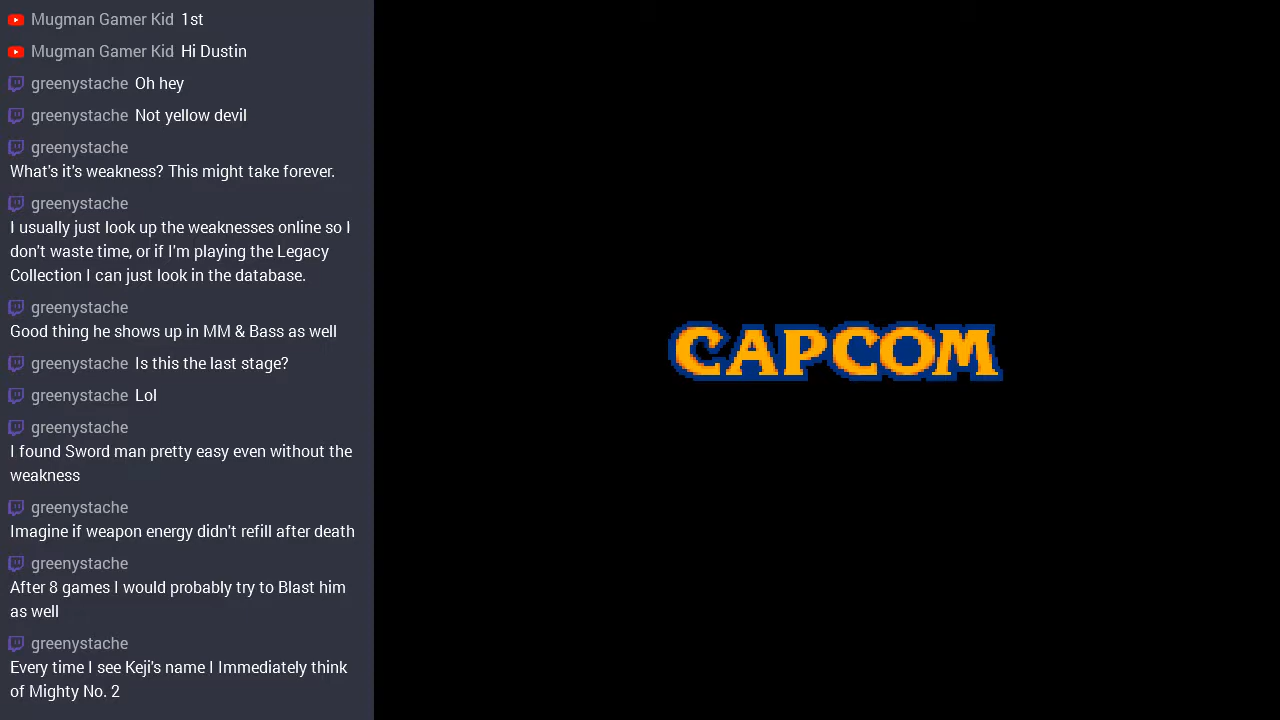 Mugman Gamer Kid 1st
Mugman Gamer Kid Hi Dustin
greenystache Oh hey
greenystache Not yellow devil
greenystache
What's it's weakness? This might take forever.
greenystache
I usually just look up the weaknesses online so I
don't waste time, or if I'm playing the Legacy
Collection I can just look in the database.
greenystache
Good thing he shows up in MM & Bass as well
greenystache Is this the last stage?
greenystache Lol
greenystache
I found Sword man pretty easy even without the
weakness
greenystache
Imagine if weapon energy didn't refill after death
greenystache
After 8 games I would probably try to Blast him
as well
greenystache
Every time I see Keji's name I Immediately think
of Mighty No. 2
CAPCOM